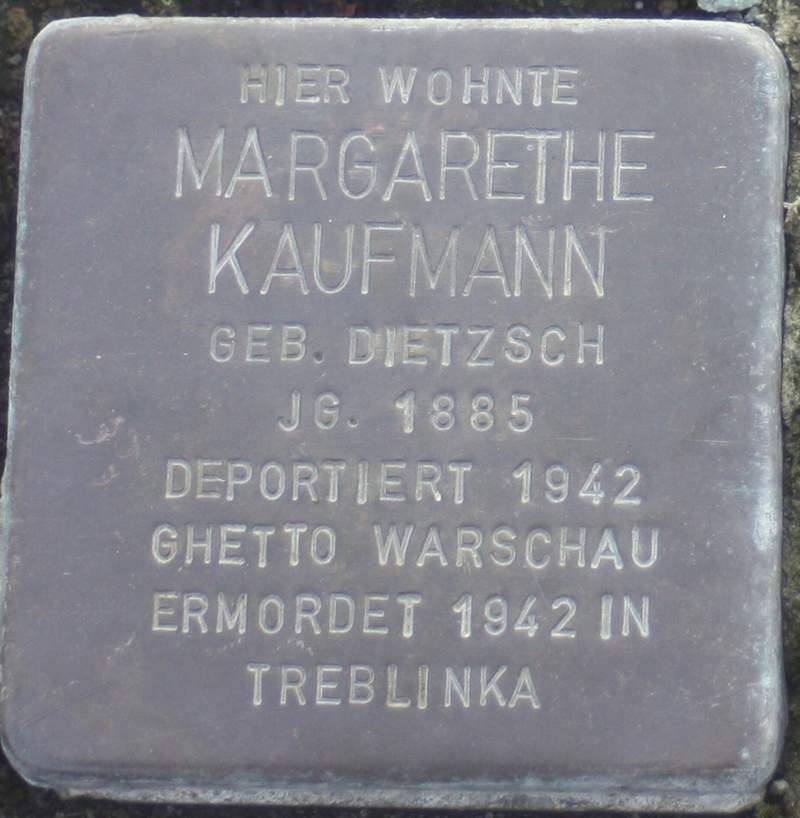 HIER WOHNTE
MARGARETHE
KAUFMANN
GEB. DIETZSCH
JG. 1885
DEPORTIERT 1942
GHETTO WARSCHAU
ERMORDET 1942 IN
TREBLINKA